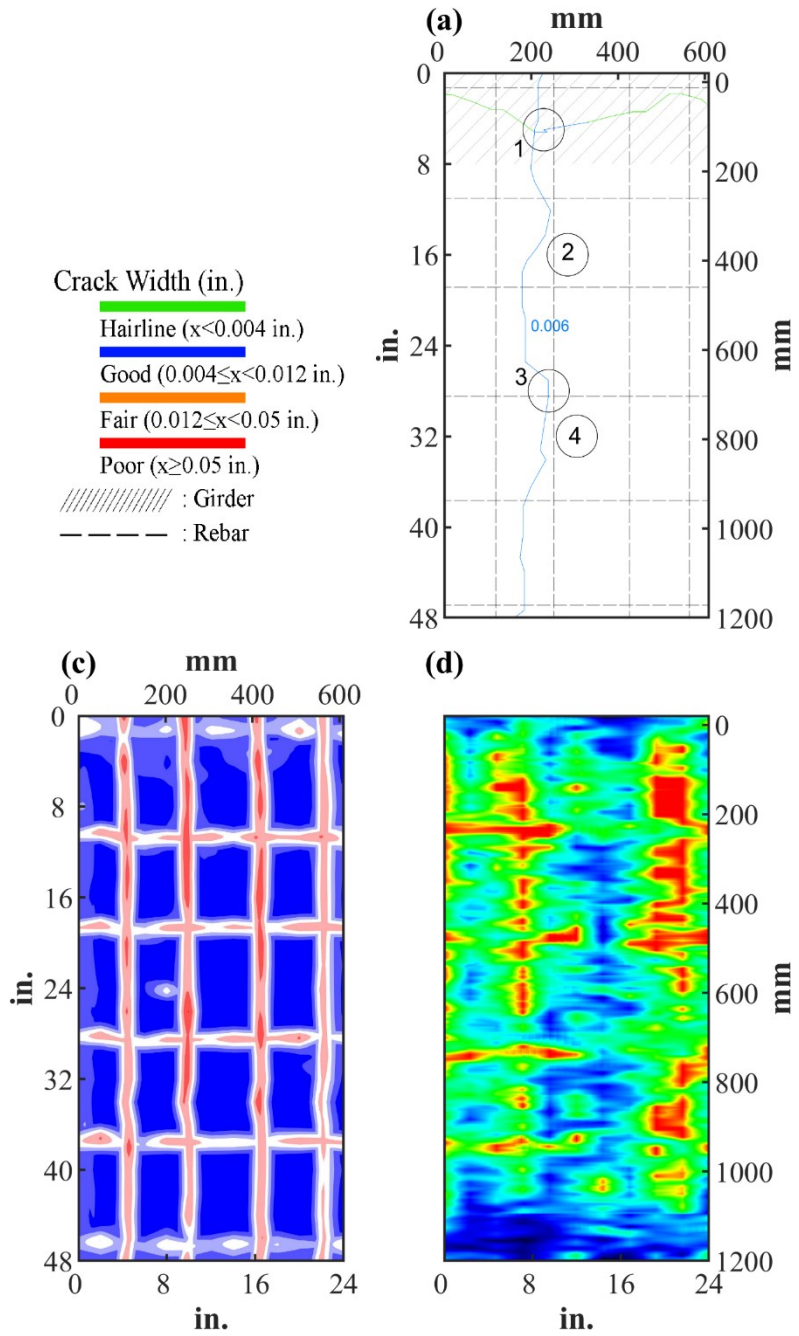 (a)
mm
0 200 400 600
0
8
16
24
32
40
48
in.
0
200
400
600
800
1000
1200
mm
1
2
0.006
3
4
Crack Width (in.)
Hairline (x<0.004 in.)
Good (0.004≤x<0.012 in.)
Fair (0.012≤x<0.05 in.)
Poor (x≥0.05 in.)
: Girder
: Rebar
(c)
mm
0 200 400 600
0
8
16
24
32
40
48
in.
0 8 16 24
in.
(d)
0
200
400
600
800
1000
1200
mm
0 8 16 24
in.